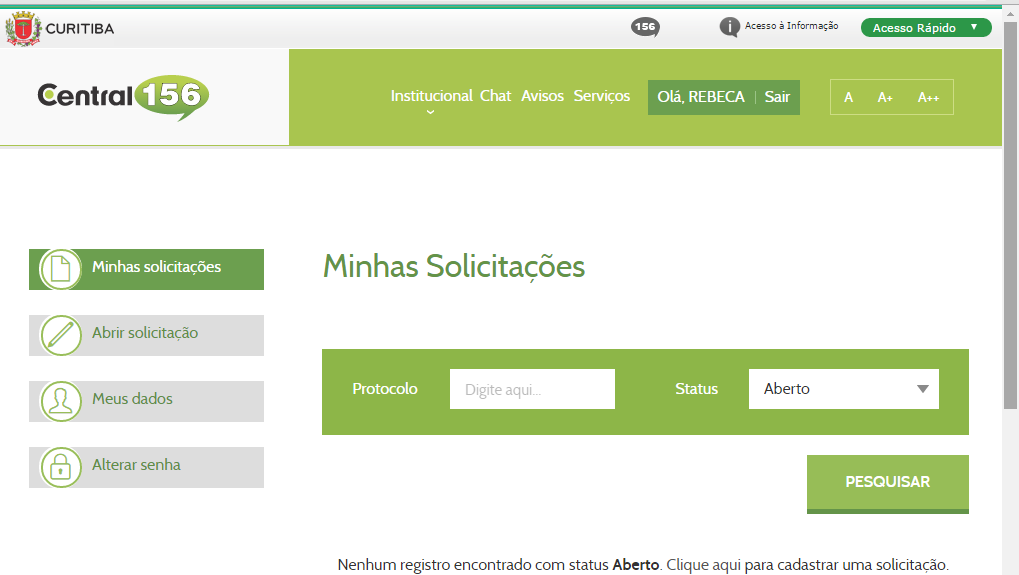 CURITIBA
156
i
Acesso à Informação
Acesso Rápido ▼
Central 156
Institucional Chat Avisos Serviços
Olá, REBECA | Sair
A A+ A++
Minhas solicitações
Abrir solicitação
Meus dados
Alterar senha
Minhas Solicitações
Protocolo Digite aqui... Status Aberto
PESQUISAR
Nenhum registro encontrado com status Aberto. Clique aqui para cadastrar uma solicitação.